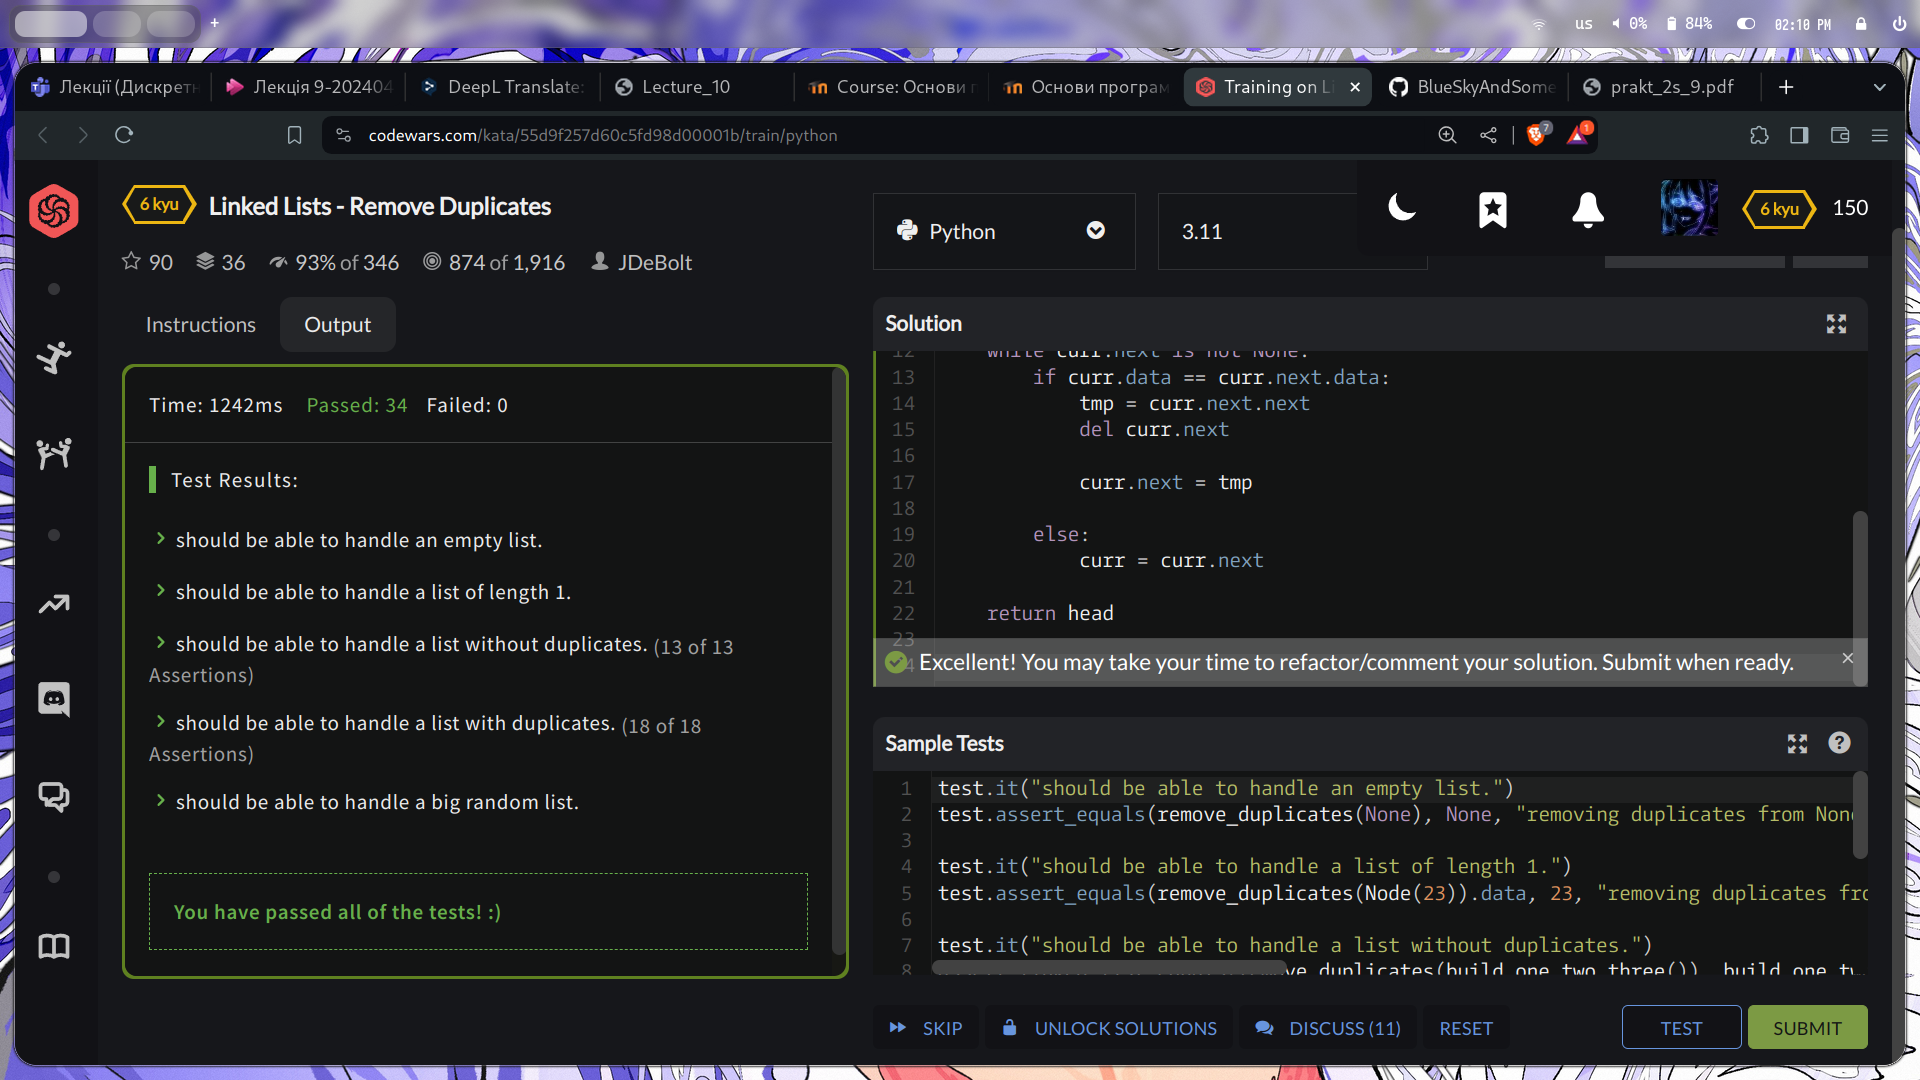 +
us
0%
84%
02:10 PM
Лекції (Дискретн
Лекція 9-202404
DeepL Translate:
Lecture_10
Course: Основи п
Основи програм
Training on Li
BlueSkyAndSome
prakt_2s_9.pdf
codewars.com/kata/55d9f257d60c5fd98d00001b/train/python
7
1
6 kyu
Linked Lists - Remove Duplicates
90
36
93% of 346
874 of 1,916
JDeBolt
Python
3.11
6 kyu
150
Instructions
Output
Time: 1242ms Passed: 34 Failed: 0
Test Results:
should be able to handle an empty list.
should be able to handle a list of length 1.
should be able to handle a list without duplicates. (13 of 13
Assertions)
should be able to handle a list with duplicates. (18 of 18
Assertions)
should be able to handle a big random list.
You have passed all of the tests! :)
Solution
12 while curr.next is not None:
13 if curr.data == curr.next.data:
14 tmp = curr.next.next
15 del curr.next
16
17 curr.next = tmp
18
19 else:
20 curr = curr.next
21
22 return head
23
Excellent! You may take your time to refactor/comment your solution. Submit when ready.
Sample Tests
1 test.it("should be able to handle an empty list.")
2 test.assert_equals(remove_duplicates(None), None, "removing duplicates from Non
3
4 test.it("should be able to handle a list of length 1.")
5 test.assert_equals(remove_duplicates(Node(23)).data, 23, "removing duplicates fro
6
7 test.it("should be able to handle a list without duplicates.")
8 ve_duplicates(build_one_two_three()), build_one_tw
SKIP
UNLOCK SOLUTIONS
DISCUSS (11)
RESET
TEST
SUBMIT